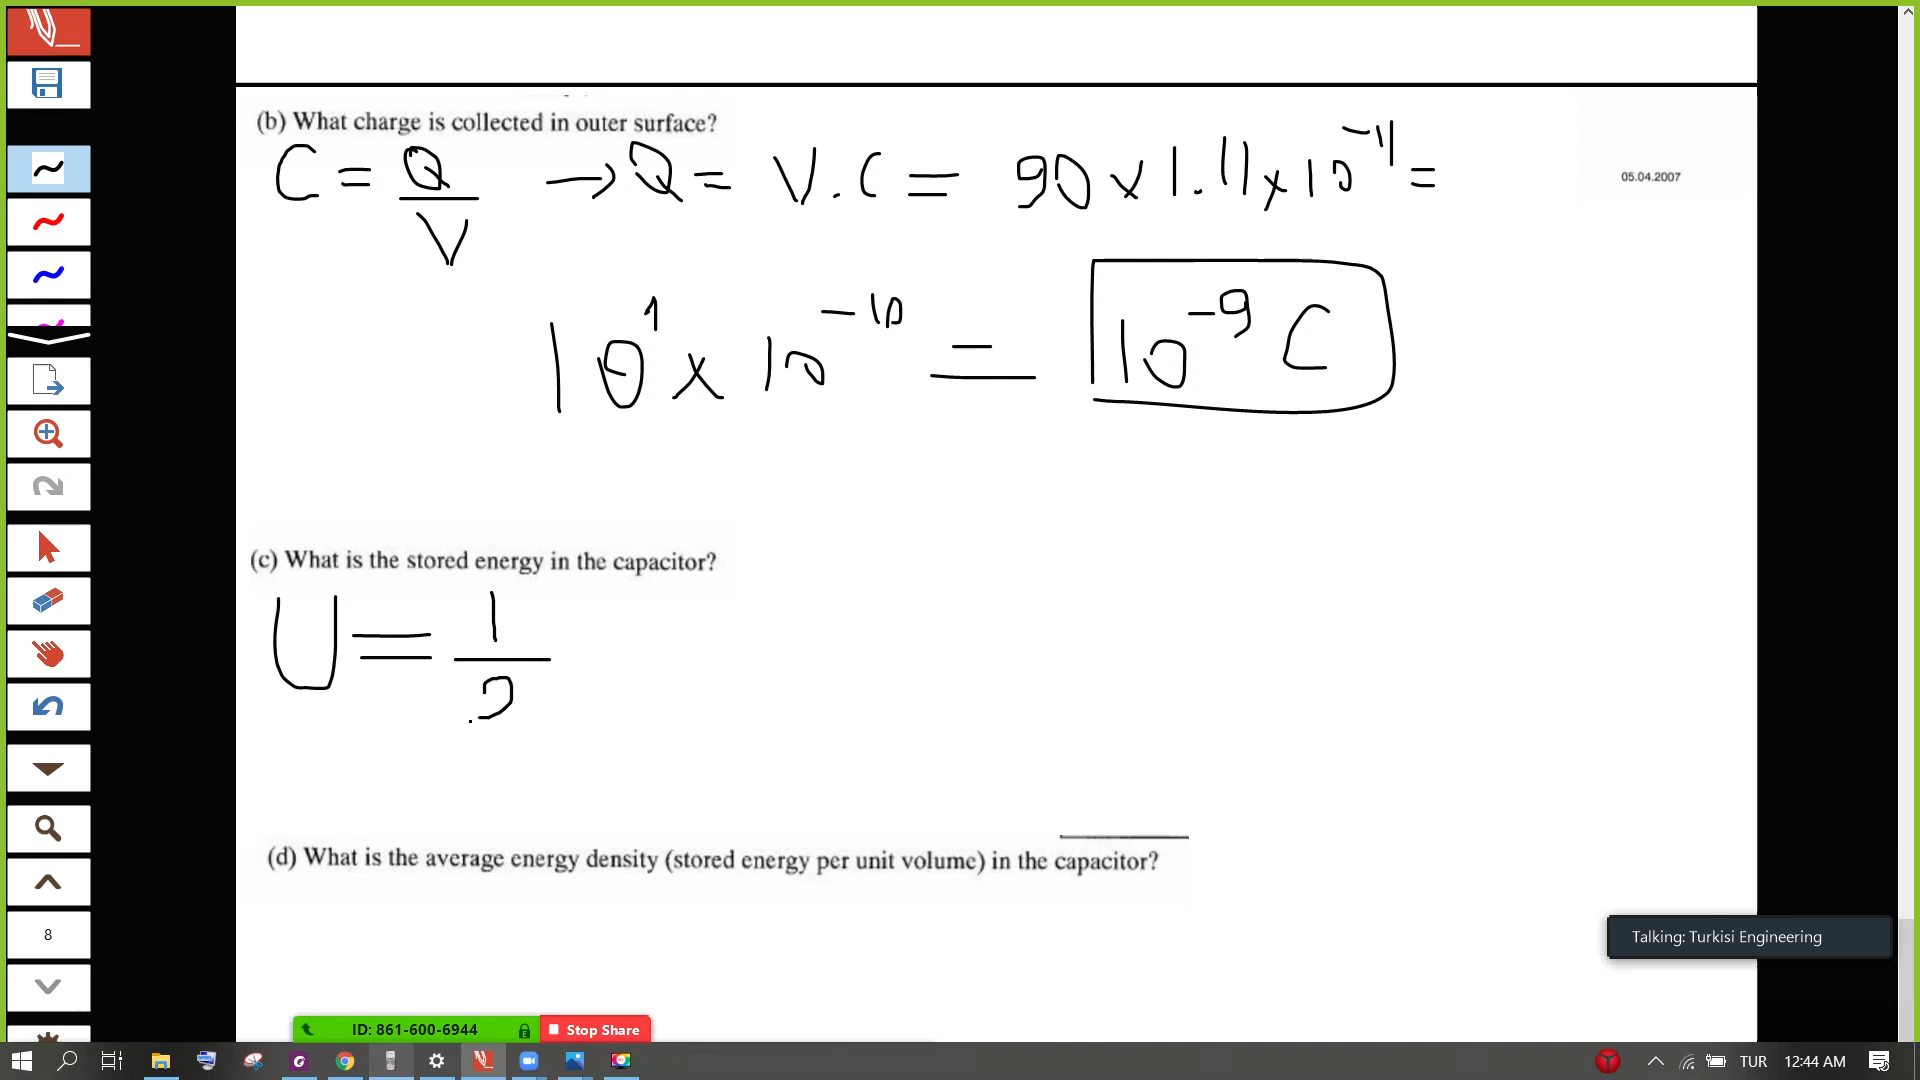 (b) What charge is collected in outer surface?
C = Q/V → Q = V.C = 90 x 1.11 x 10^-11 =
05.04.2007
10^1 x 10^-10 = 10^-9 C
(c) What is the stored energy in the capacitor?
U = 1/2
(d) What is the average energy density (stored energy per unit volume) in the capacitor?
8
Talking: Turkisi Engineering
ID: 861-600-6944
Stop Share
TUR
12:44 AM